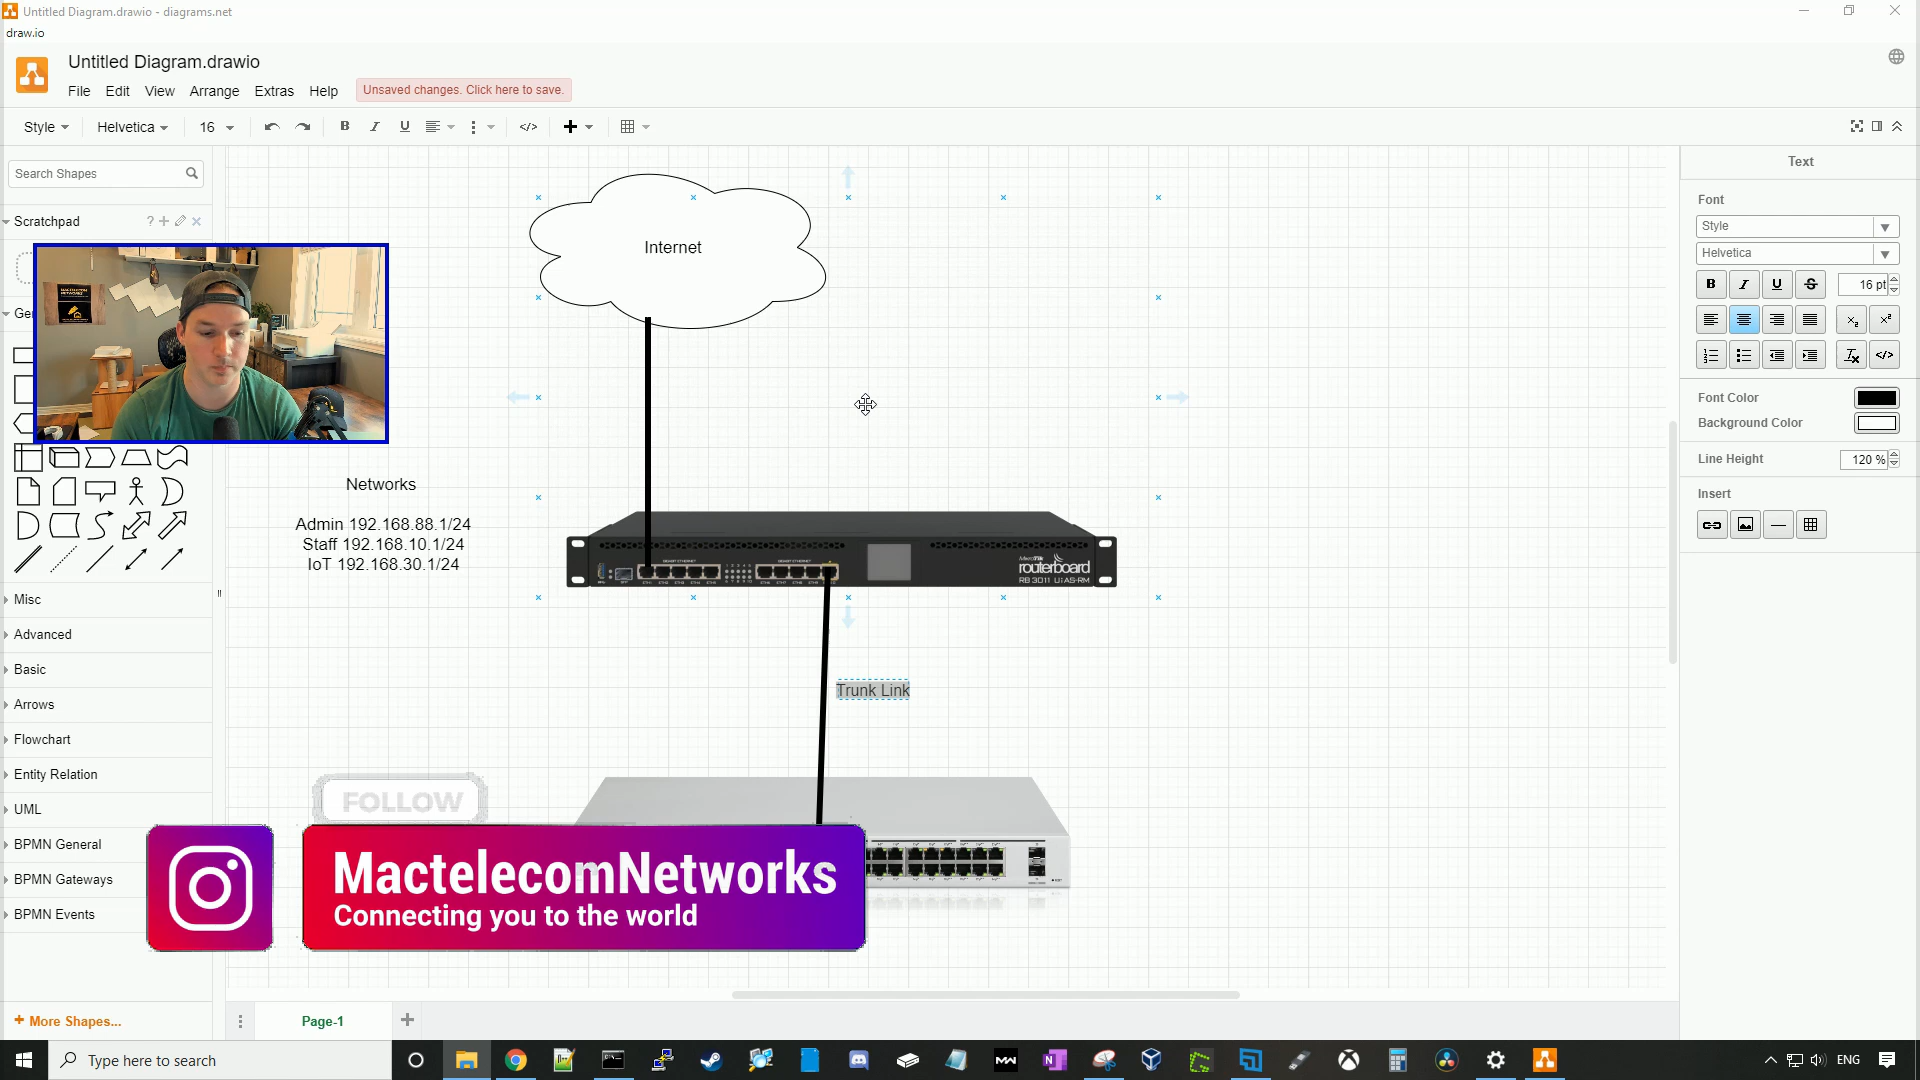 Untitled Diagram.drawio - diagrams.net
draw.io
Untitled Diagram.drawio
File Edit View Arrange Extras Help Unsaved changes. Click here to save.
Style Helvetica 16 B I U
Search Shapes
Scratchpad
?
Ge
Misc
Advanced
Basic
Arrows
Flowchart
Entity Relation
UML
BPMN General
BPMN Gateways
BPMN Events
+ More Shapes...
Internet
Networks
Admin 192.168.88.1/24
Staff 192.168.10.1/24
IoT 192.168.30.1/24
routerboard
RB 3011 UiAS-RM
Trunk Link
FOLLOW
MactelecomNetworks
Connecting you to the world
Page-1
Text
Font
Style
Helvetica
B I U S 16 pt
Font Color
Background Color
Line Height 120 %
Insert
Type here to search
ENG